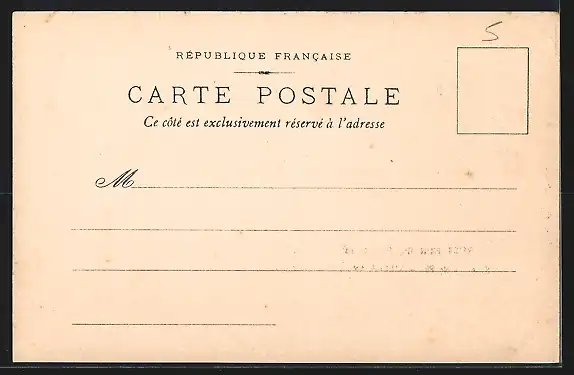 5
RÉPUBLIQUE FRANÇAISE
CARTE POSTALE
Ce côté est exclusivement réservé à l'adresse
M